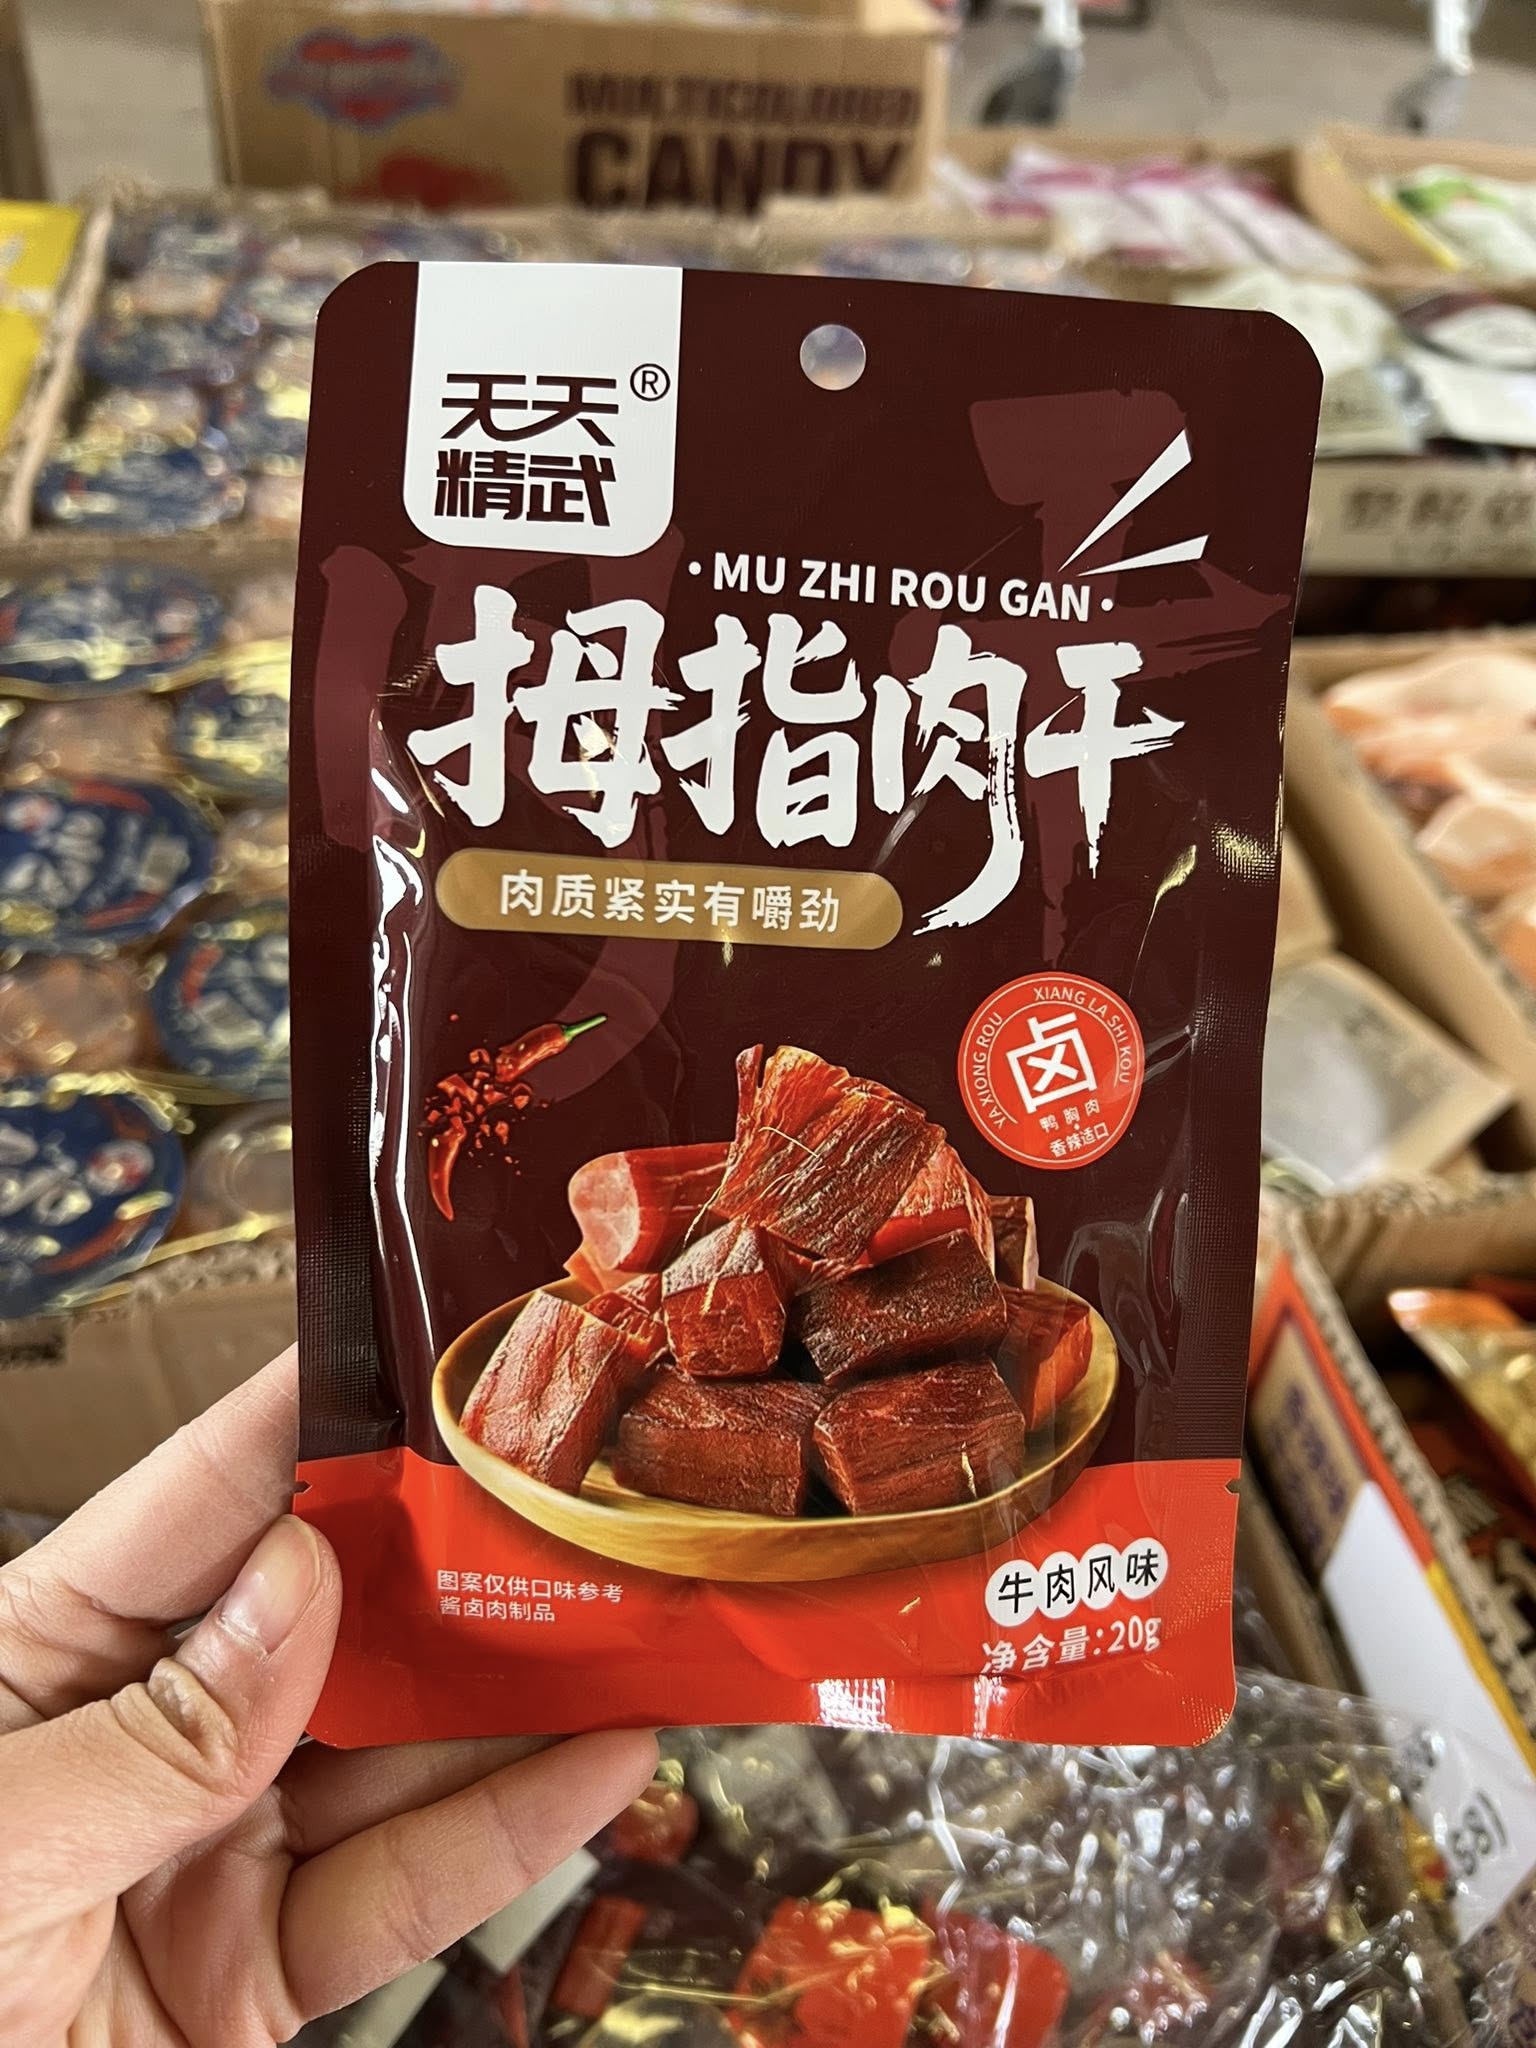 MULTICOLORED
CANDY
天天®
精武
·MU ZHI ROU GAN·
拇指肉干
肉质紧实有嚼劲
YA XIONG ROU
XIANG LA SHI KOU
卤
鸭胸肉
香辣适口
图案仅供口味参考
酱卤肉制品
牛肉风味
净含量:20g